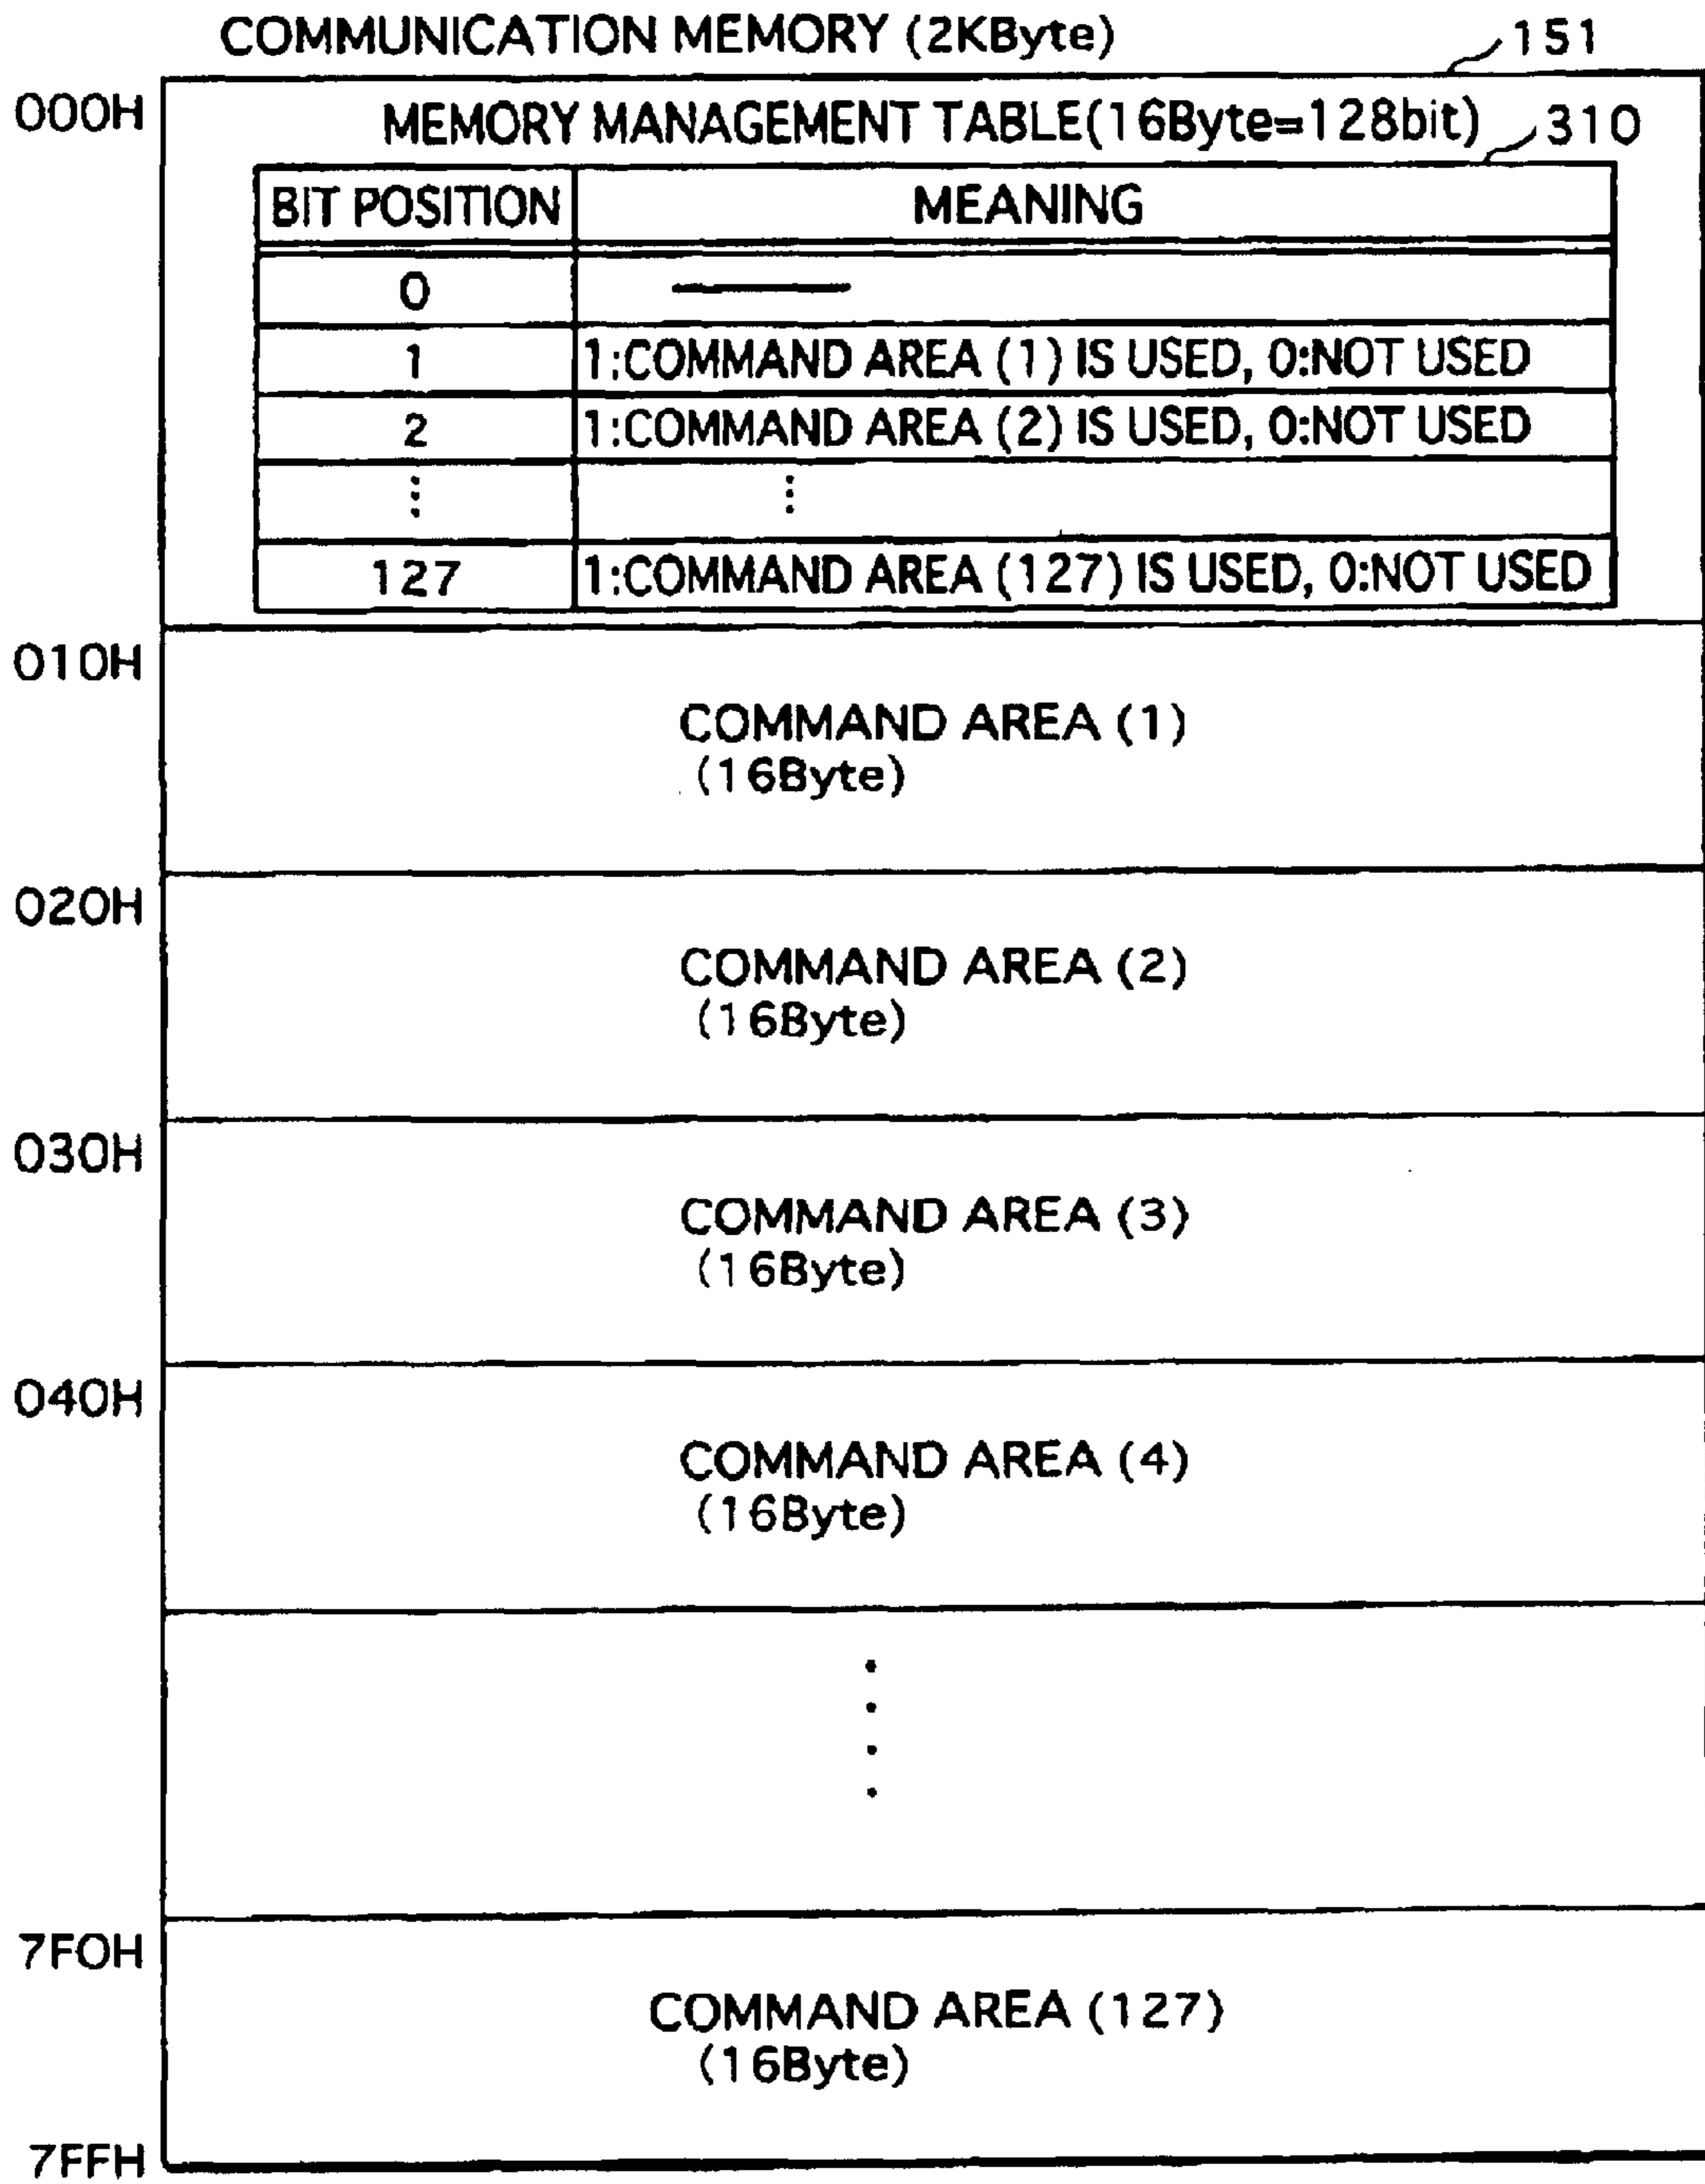 COMMUNICATION MEMORY (2KByte) 151
000H MEMORY MANAGEMENT TABLE(16Byte=128bit) 310
BIT POSITION MEANING
0 ——
1 1:COMMAND AREA (1) IS USED, 0:NOT USED
2 1:COMMAND AREA (2) IS USED, 0:NOT USED
⋮ ⋮
127 1:COMMAND AREA (127) IS USED, 0:NOT USED
010H
COMMAND AREA (1)
(16Byte)
020H
COMMAND AREA (2)
(16Byte)
030H
COMMAND AREA (3)
(16Byte)
040H
COMMAND AREA (4)
(16Byte)
⋮
7F0H
COMMAND AREA (127)
(16Byte)
7FFH